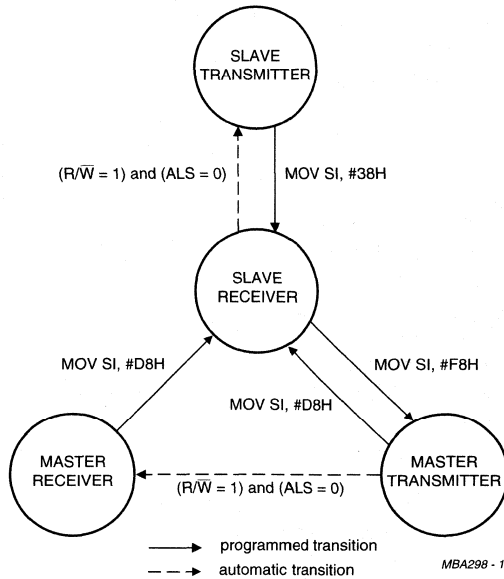 SLAVE
TRANSMITTER
(R/W̅ = 1) and (ALS = 0)
MOV SI, #38H
SLAVE
RECEIVER
MOV SI, #D8H
MOV SI, #F8H
MOV SI, #D8H
MASTER
RECEIVER
MASTER
TRANSMITTER
(R/W̅ = 1) and (ALS = 0)
programmed transition
automatic transition
MBA298 - 1